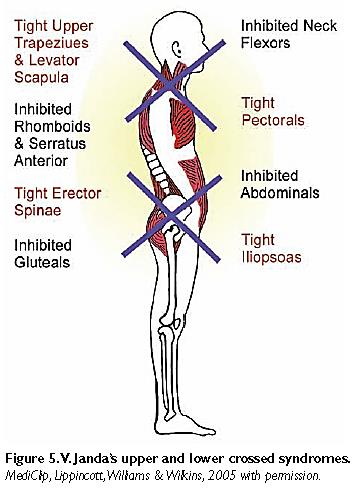 Tight Upper
Trapeziues
& Levator
Scapula
Inhibited
Rhomboids
& Serratus
Anterior
Tight Erector
Spinae
Inhibited
Gluteals
Inhibited Neck
Flexors
Tight
Pectorals
Inhibited
Abdominals
Tight
Iliopsoas
Figure 5.V. Janda's upper and lower crossed syndromes.
MediClip, Lippincott, Williams & Wilkins, 2005 with permission.